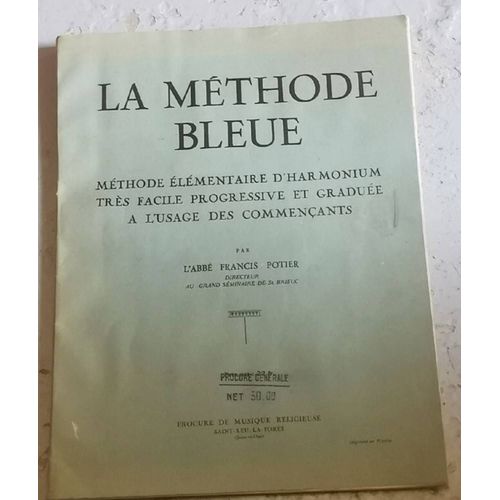 LA MÉTHODE
BLEUE
MÉTHODE ÉLÉMENTAIRE D'HARMONIUM
TRÈS FACILE PROGRESSIVE ET GRADUÉE
A L'USAGE DES COMMENÇANTS
PAR
L'ABBÉ FRANCIS POTIER
DIRECTEUR
AU GRAND SÉMINAIRE DE St BRIEUC
PROCURE GÉNÉRALE
NET 30.00
PROCURE DE MUSIQUE RELIGIEUSE
SAINT-LEU-LA-FORÊT